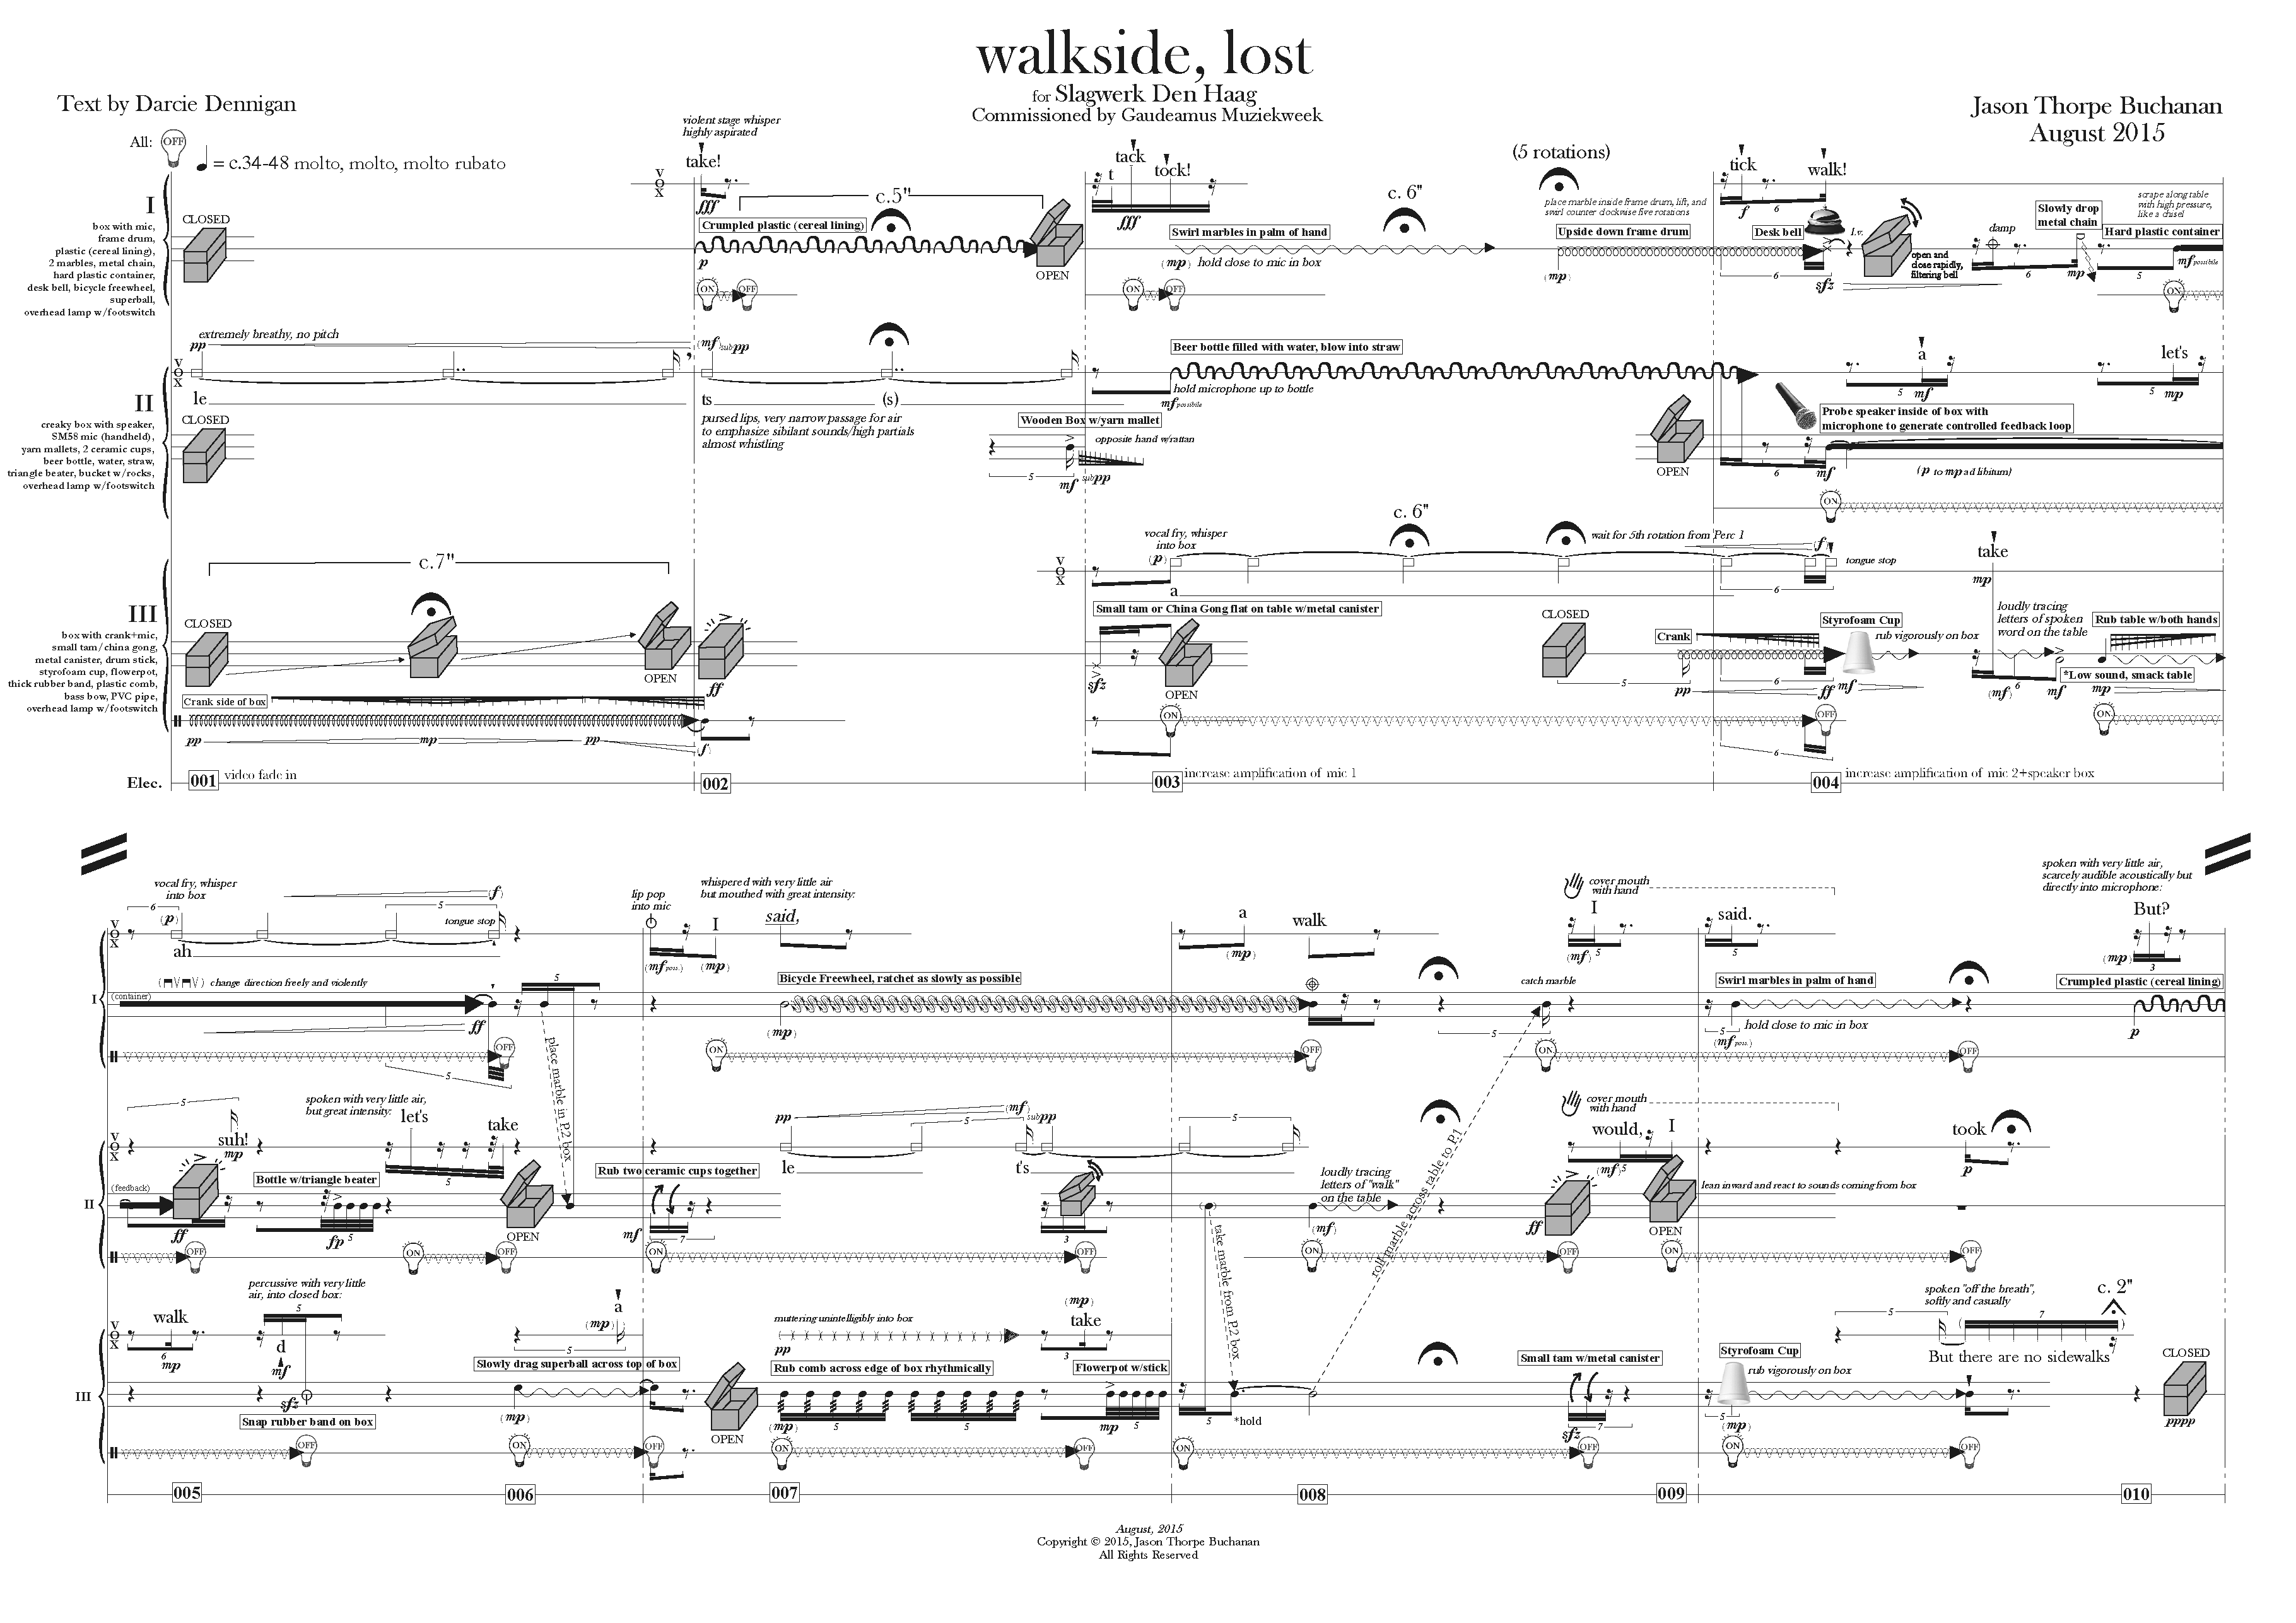 walkside, lost
for Slagwerk Den Haag
Commissioned by Gaudeamus Muziekweek
Text by Darcie Dennigan
Jason Thorpe Buchanan
August 2015
All: OFF
= c.34-48 molto, molto, molto rubato
I
box with mic,
frame drum,
plastic (cereal lining),
2 marbles, metal chain,
hard plastic container,
desk bell, bicycle freewheel,
superball,
overhead lamp w/footswitch
CLOSED
violent stage whisper
highly aspirated
VOX
take!
fff
c.5"
Crumpled plastic (cereal lining)
p
OPEN
ON OFF
t tack tock!
fff
c. 6"
Swirl marbles in palm of hand
(mp) hold close to mic in box
ON OFF
(5 rotations)
place marble inside frame drum, lift, and
swirl counter clockwise five rotations
Upside down frame drum
(mp)
tick walk!
f 6
Desk bell
l.v.
6
sfz
open and
close rapidly,
filtering bell
damp
6
Slowly drop
metal chain
mp
scrape along table
with high pressure,
like a chisel
Hard plastic container
5
mf possibile
ON
II
creaky box with speaker,
SM58 mic (handheld),
yarn mallets, 2 ceramic cups,
beer bottle, water, straw,
triangle beater, bucket w/rocks,
overhead lamp w/footswitch
extremely breathy, no pitch
pp
VOX
le
CLOSED
(mf) sub pp
ts (s)
pursed lips, very narrow passage for air
to emphasize sibilant sounds/high partials
almost whistling
Wooden Box w/yarn mallet
opposite hand w/rattan
5
mf sub pp
Beer bottle filled with water, blow into straw
hold microphone up to bottle
mf possibile
OPEN
a
5 mf
let's
5 mp
Probe speaker inside of box with
microphone to generate controlled feedback loop
6
mf
(p to mp ad libitum)
ON
III
box with crank+mic,
small tam/china gong,
metal canister, drum stick,
styrofoam cup, flowerpot,
thick rubber band, plastic comb,
bass bow, PVC pipe,
overhead lamp w/footswitch
c.7"
CLOSED
OPEN
Crank side of box
pp mp pp (f)
ff
VOX
vocal fry, whisper
into box
(p)
a
c. 6"
wait for 5th rotation from Perc 1
(f)
tongue stop
6
Small tam or China Gong flat on table w/metal canister
sfz
OPEN
ON
CLOSED
Crank
5
pp
6
ff
OFF
6
Styrofoam Cup
rub vigorously on box
mf
take
mp
loudly tracing
letters of spoken
word on the table
(mf) 6 mf
Rub table w/both hands
*Low sound, smack table
mp
ON
Elec.
001 video fade in
002
003 increase amplification of mic 1
004 increase amplification of mic 2+speaker box
vocal fry, whisper
into box
6
(p)
5
(f)
tongue stop
VOX
ah
lip pop
into mic
I
(mf poss.) (mp)
whispered with very little air
but mouthed with great intensity:
said,
a walk
(mp)
cover mouth
with hand
I
(mf) 5
said.
5
spoken with very little air,
scarcely audible acoustically but
directly into microphone:
But?
(mp) 3
I
(container)
change direction freely and violently
ff
5
place marble in P.2 box
OFF
5
Bicycle Freewheel, ratchet as slowly as possible
(mp)
ON OFF
catch marble
5
ON
Swirl marbles in palm of hand
5 hold close to mic in box
(mf poss.)
OFF
Crumpled plastic (cereal lining)
p
5
VOX
suh!
mp
spoken with very little air,
but great intensity:
let's take
5
pp (mf) sub pp
5
le t's
5
cover mouth
with hand
would, I
(mf) 5
took
p
II
(feedback)
ff
Bottle w/triangle beater
fp 5
OPEN
OFF ON OFF
Rub two ceramic cups together
mf 7
ON
3
OFF
take marble from P.2 box
loudly tracing
letters of "walk"
on the table
(mf)
ON
roll marble across table to P.1
ff
OFF
OPEN
ON
lean inward and react to sounds coming from box
OFF
VOX
walk
6
mp
percussive with very little
air, into closed box:
5
d
mf
a
(mp)
5
muttering unintelligibly into box
pp
(mp)
take
3
spoken "off the breath",
softly and casually
5 7
c. 2"
But there are no sidewalks
III
sfz
Snap rubber band on box
OFF
Slowly drag superball across top of box
(mp)
ON OFF
OPEN
Rub comb across edge of box rhythmically
(mp) 5 5
ON
Flowerpot w/stick
mp 5
OFF
5 *hold
ON
Small tam w/metal canister
sfz 7
OFF
Styrofoam Cup
rub vigorously on box
5
(mp)
ON OFF
CLOSED
pppp
005
006
007
008
009
010
August, 2015
Copyright © 2015, Jason Thorpe Buchanan
All Rights Reserved